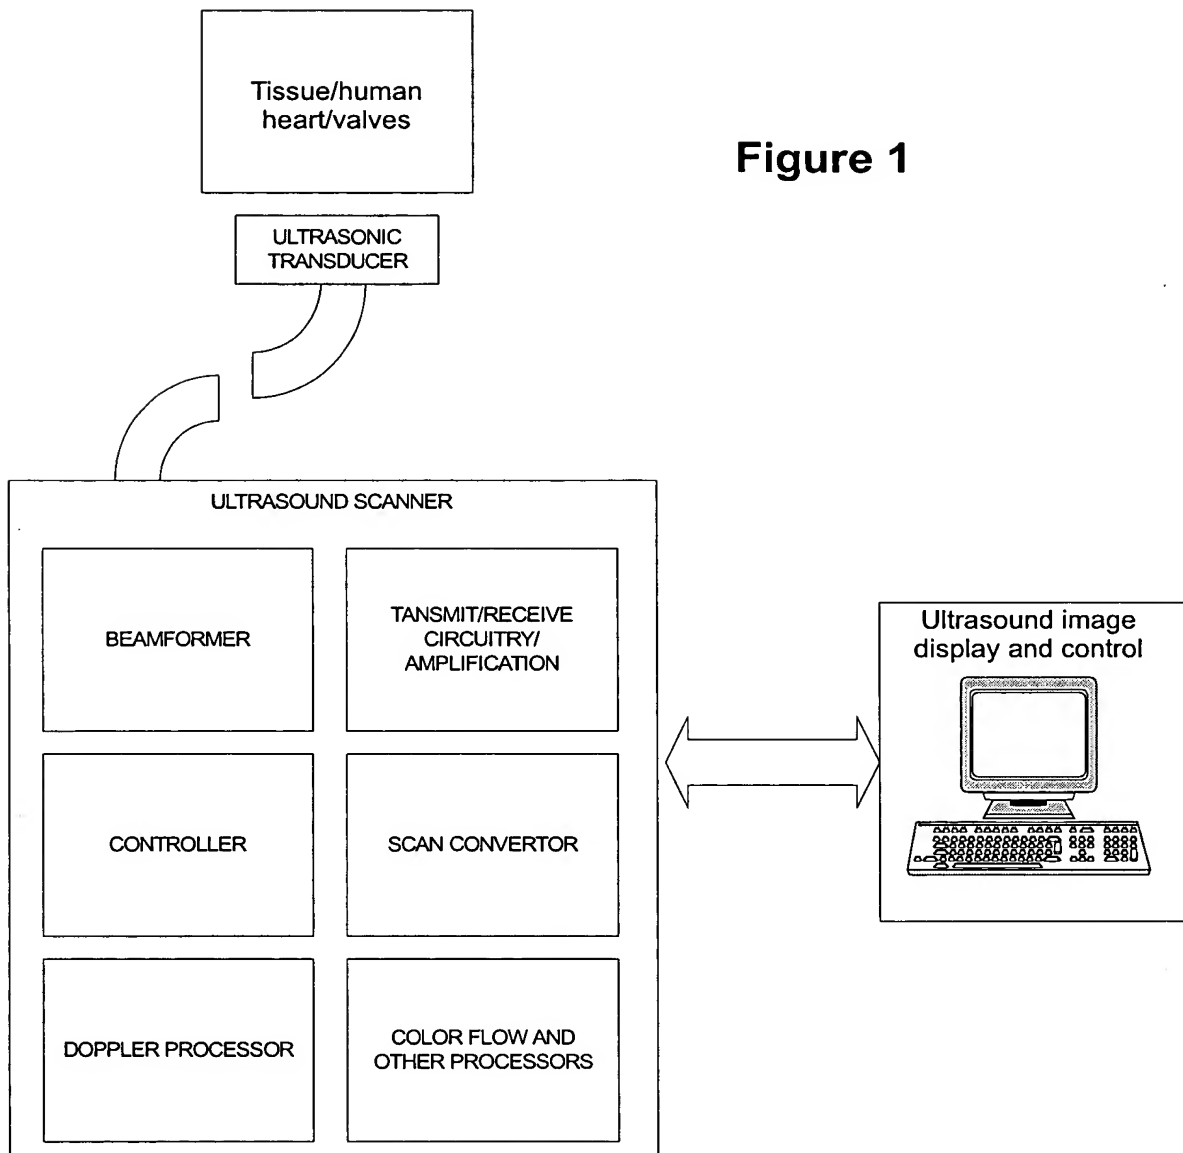 Tissue/human
heart/valves
Figure 1
ULTRASONIC
TRANSDUCER
ULTRASOUND SCANNER
BEAMFORMER
TANSMIT/RECEIVE
CIRCUITRY/
AMPLIFICATION
Ultrasound image
display and control
CONTROLLER
SCAN CONVERTOR
DOPPLER PROCESSOR
COLOR FLOW AND
OTHER PROCESSORS